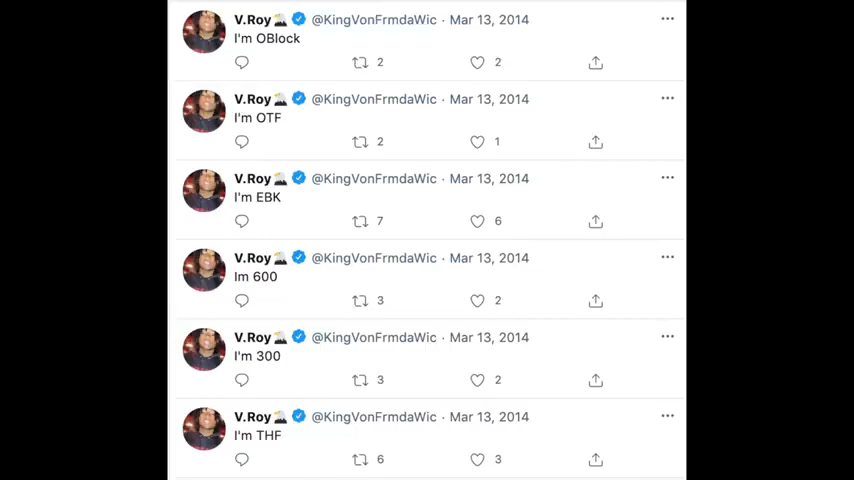 V.Roy @KingVonFrmdaWic · Mar 13, 2014
I'm OBlock
2 2
V.Roy @KingVonFrmdaWic · Mar 13, 2014
I'm OTF
2 1
V.Roy @KingVonFrmdaWic · Mar 13, 2014
I'm EBK
7 6
V.Roy @KingVonFrmdaWic · Mar 13, 2014
Im 600
3 2
V.Roy @KingVonFrmdaWic · Mar 13, 2014
I'm 300
3 2
V.Roy @KingVonFrmdaWic · Mar 13, 2014
I'm THF
6 3